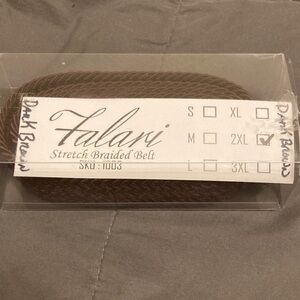 Dark Brown
Falari
Stretch Braided Belt
SKU : 1003
S XL
M 2XL
L 3XL
Dark Brown